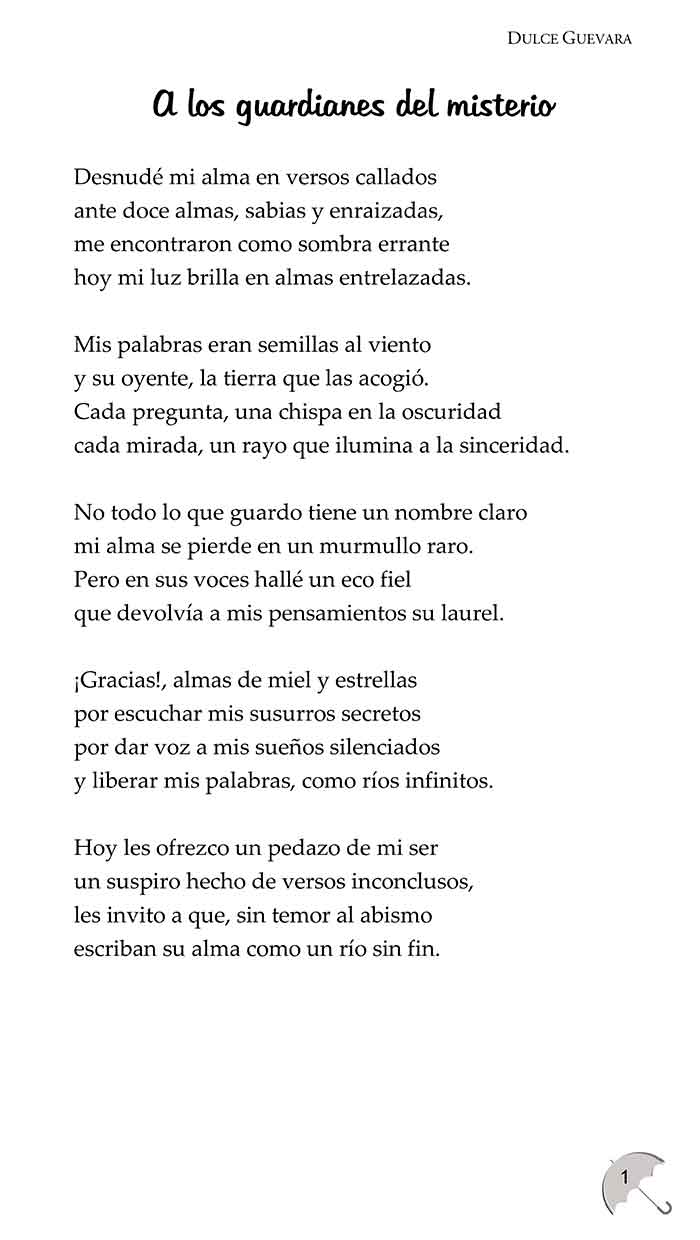 DULCE GUEVARA
A los guardianes del misterio
Desnudé mi alma en versos callados
ante doce almas, sabias y enraizadas,
me encontraron como sombra errante
hoy mi luz brilla en almas entrelazadas.
Mis palabras eran semillas al viento
y su oyente, la tierra que las acogió.
Cada pregunta, una chispa en la oscuridad
cada mirada, un rayo que ilumina a la sinceridad.
No todo lo que guardo tiene un nombre claro
mi alma se pierde en un murmullo raro.
Pero en sus voces hallé un eco fiel
que devolvía a mis pensamientos su laurel.
¡Gracias!, almas de miel y estrellas
por escuchar mis susurros secretos
por dar voz a mis sueños silenciados
y liberar mis palabras, como ríos infinitos.
Hoy les ofrezco un pedazo de mi ser
un suspiro hecho de versos inconclusos,
les invito a que, sin temor al abismo
escriban su alma como un río sin fin.
1